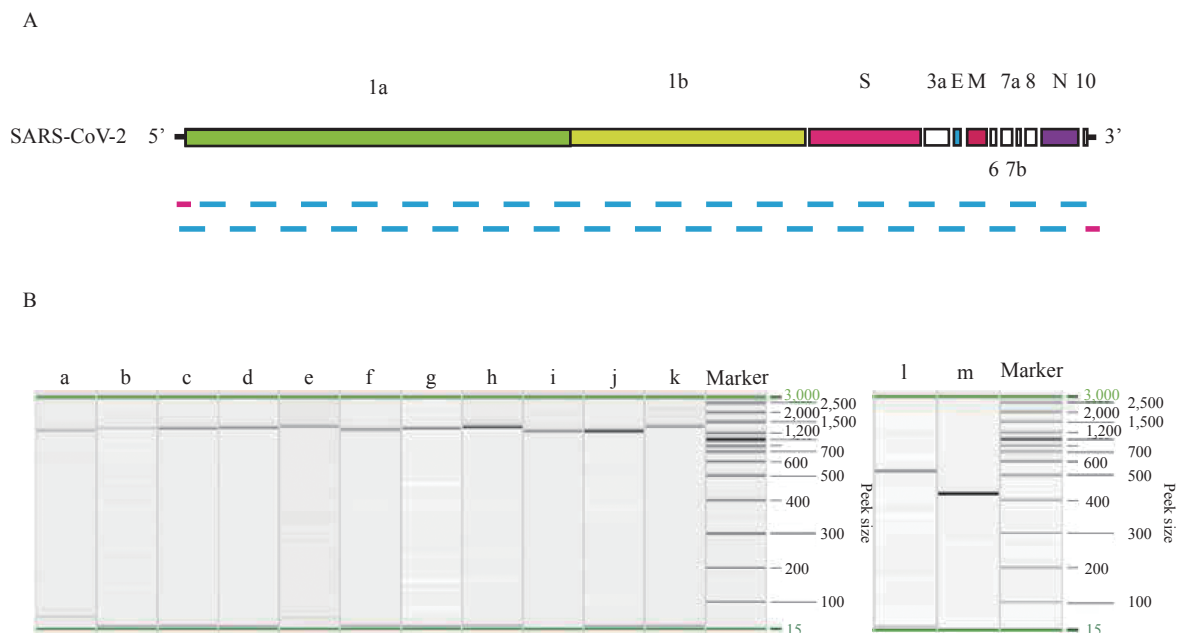 A
1a 1b S 3a E M 7a 8 N 10
SARS-CoV-2 5’ 3’
6 7b
B
a b c d e f g h i j k Marker
3,000
2,500
2,000
1,500
1,200
700
600
500
400
300
200
100
15
Peek size
l m Marker
3,000
2,500
2,000
1,500
1,200
700
600
500
400
300
200
100
15
Peek size